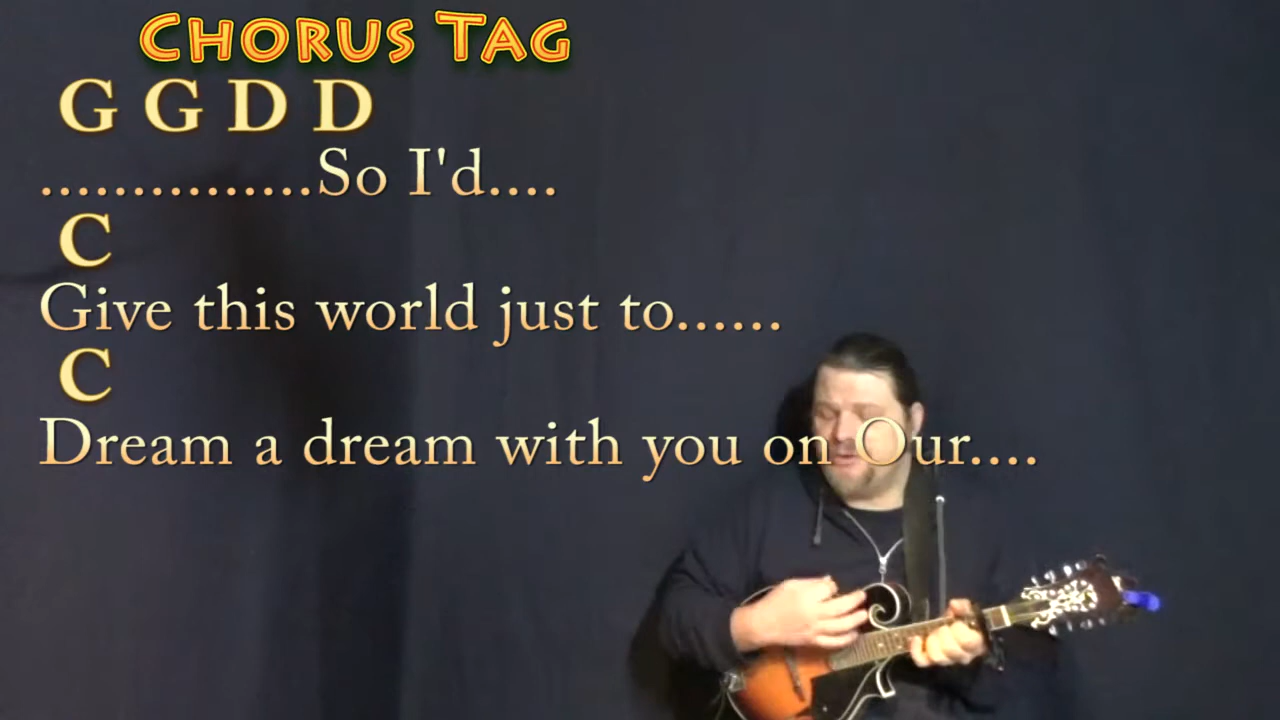 CHORUS TAG
G G D D
...............So I'd....
C
Give this world just to......
C
Dream a dream with you on Our....